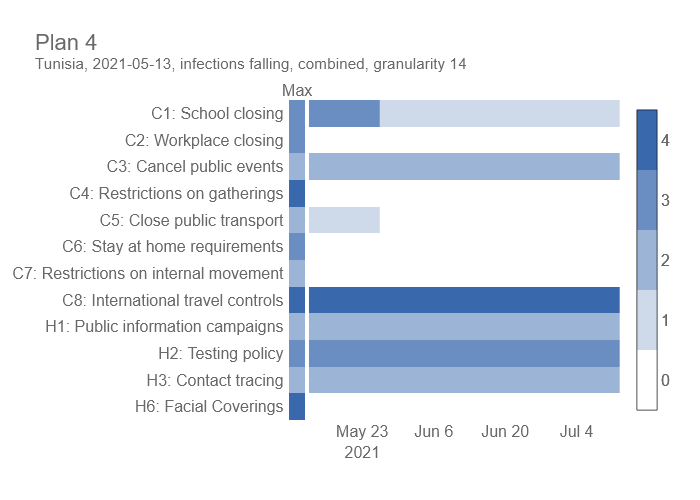 Plan 4
Tunisia, 2021-05-13, infections falling, combined, granularity 14
Max
C1: School closing
C2: Workplace closing
C3: Cancel public events
C4: Restrictions on gatherings
C5: Close public transport
C6: Stay at home requirements
C7: Restrictions on internal movement
C8: International travel controls
H1: Public information campaigns
H2: Testing policy
H3: Contact tracing
H6: Facial Coverings
4
3
2
1
0
May 23 Jun 6 Jun 20 Jul 4
2021